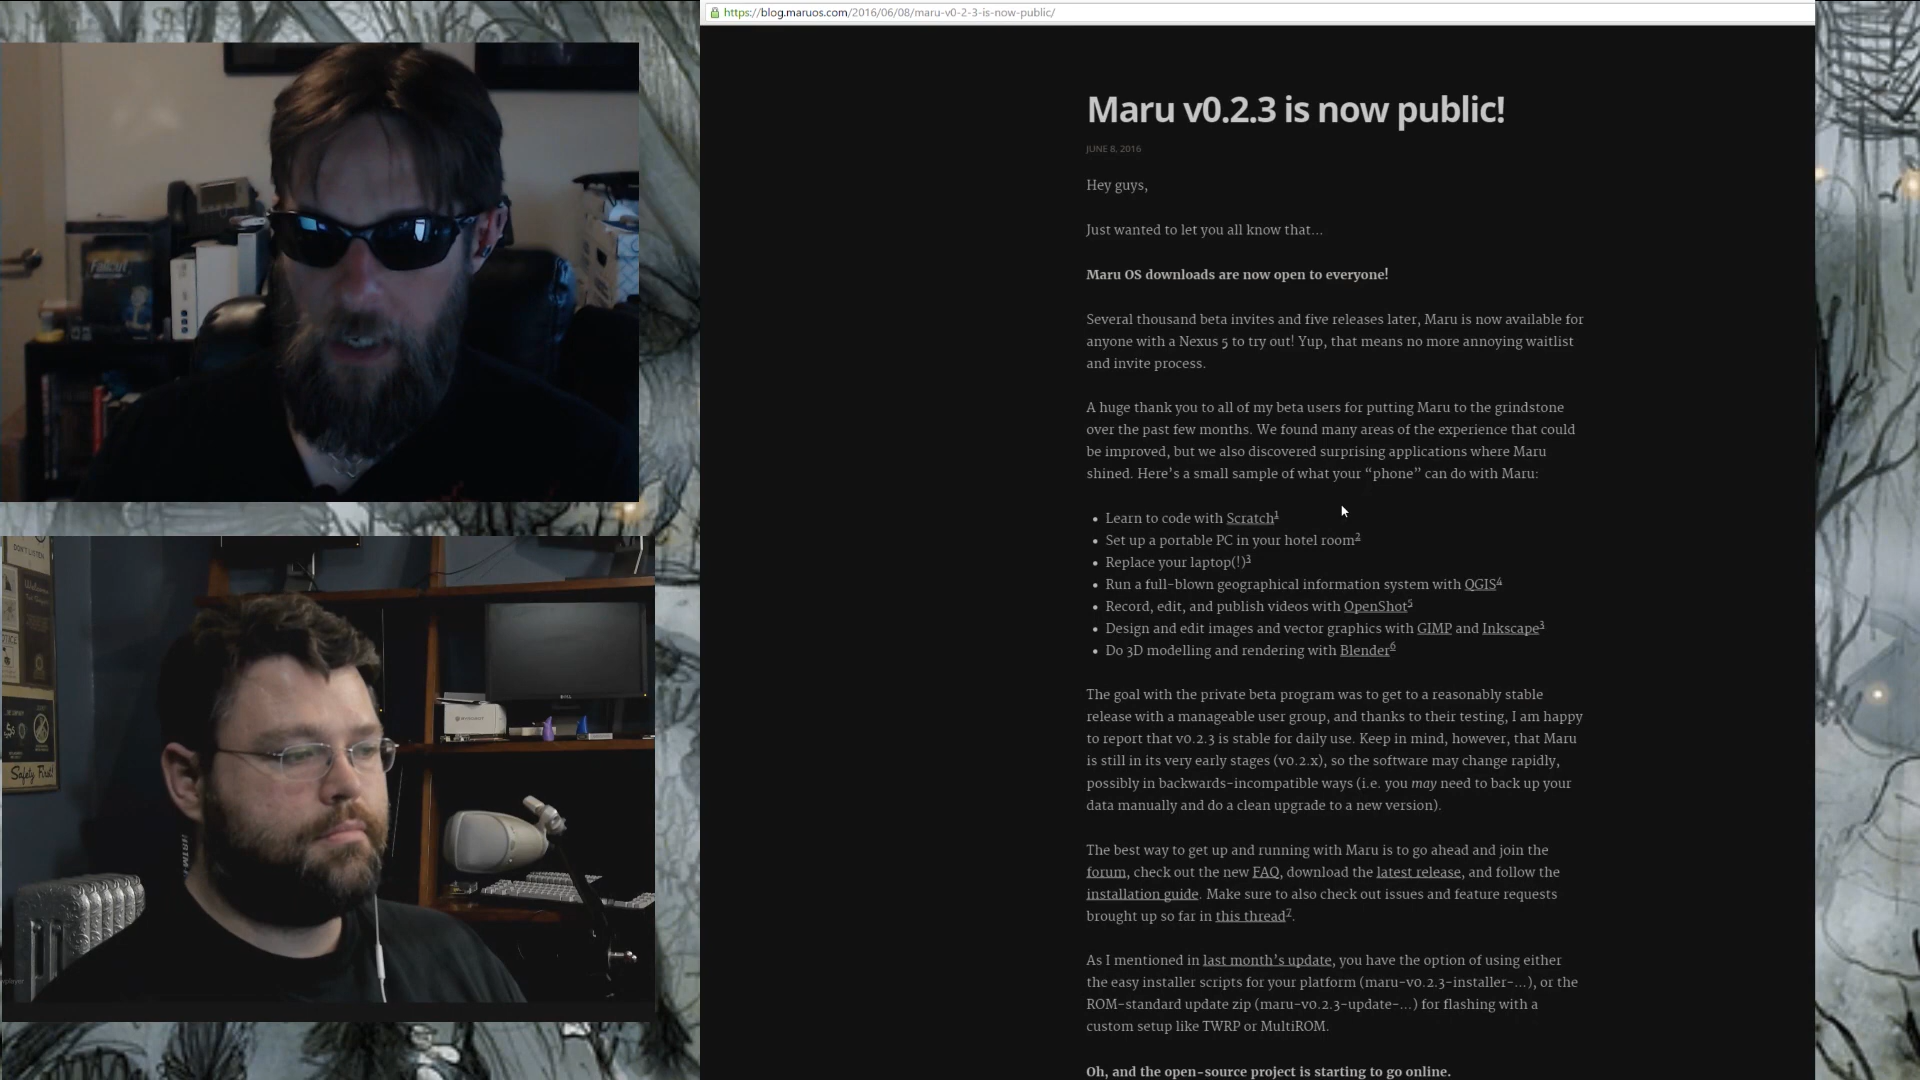 https://blog.maruos.com/2016/06/08/maru-v0-2-3-is-now-public/
Maru v0.2.3 is now public!
JUNE 8, 2016
Hey guys,
Just wanted to let you all know that…
Maru OS downloads are now open to everyone!
Several thousand beta invites and five releases later, Maru is now available for
anyone with a Nexus 5 to try out! Yup, that means no more annoying waitlist
and invite process.
A huge thank you to all of my beta users for putting Maru to the grindstone
over the past few months. We found many areas of the experience that could
be improved, but we also discovered surprising applications where Maru
shined. Here’s a small sample of what your “phone” can do with Maru:
• Learn to code with Scratch1
• Set up a portable PC in your hotel room2
• Replace your laptop(!)3
• Run a full-blown geographical information system with QGIS4
• Record, edit, and publish videos with OpenShot5
• Design and edit images and vector graphics with GIMP and Inkscape3
• Do 3D modelling and rendering with Blender6
The goal with the private beta program was to get to a reasonably stable
release with a manageable user group, and thanks to their testing, I am happy
to report that v0.2.3 is stable for daily use. Keep in mind, however, that Maru
is still in its very early stages (v0.2.x), so the software may change rapidly,
possibly in backwards-incompatible ways (i.e. you may need to back up your
data manually and do a clean upgrade to a new version).
The best way to get up and running with Maru is to go ahead and join the
forum, check out the new FAQ, download the latest release, and follow the
installation guide. Make sure to also check out issues and feature requests
brought up so far in this thread7.
As I mentioned in last month’s update, you have the option of using either
the easy installer scripts for your platform (maru-v0.2.3-installer-…), or the
ROM-standard update zip (maru-v0.2.3-update-…) for flashing with a
custom setup like TWRP or MultiROM.
Oh, and the open-source project is starting to go online.
Fallout
DON'T LISTEN
Safety First!
DELL